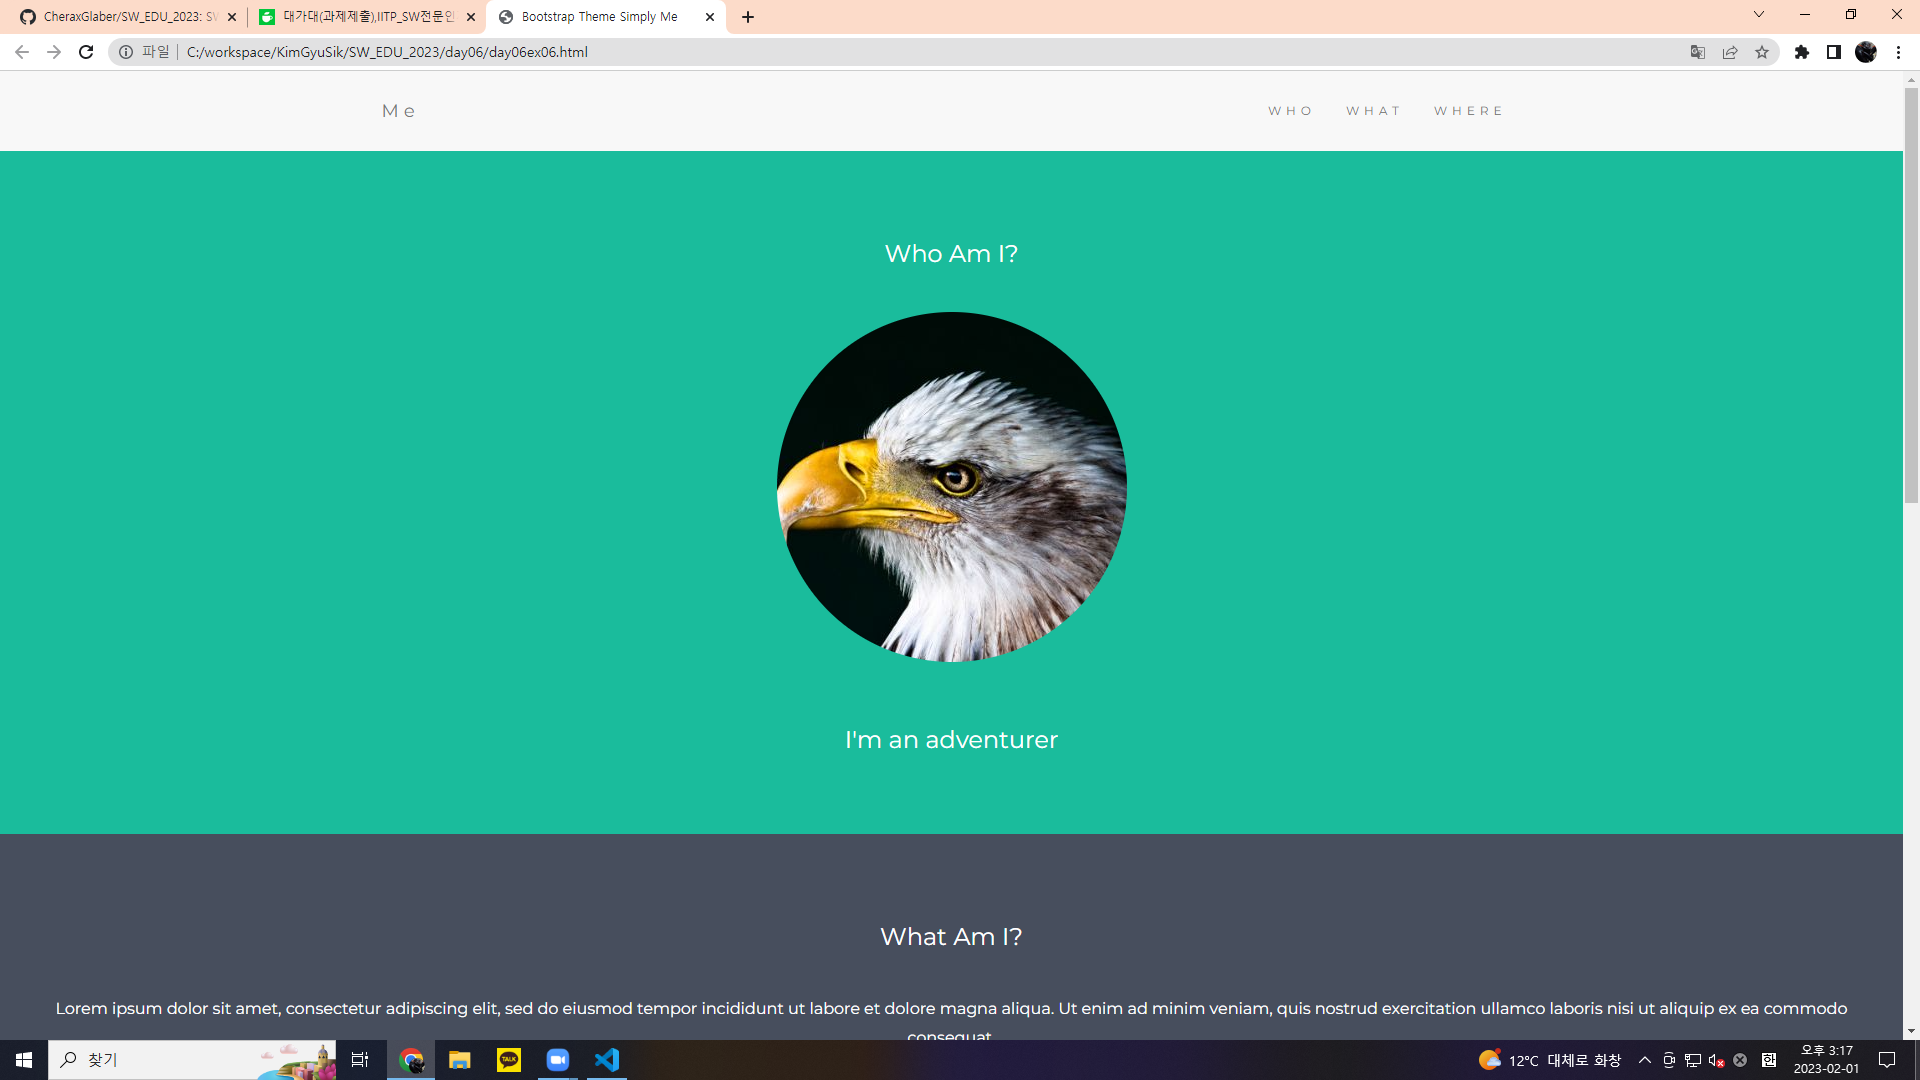 CheraxGlaber/SW_EDU_2023: SW
대가대(과제제출),IITP_SW전문인
Bootstrap Theme Simply Me
파일
C:/workspace/KimGyuSik/SW_EDU_2023/day06/day06ex06.html
Me
WHO WHAT WHERE
Who Am I?
I'm an adventurer
What Am I?
Lorem ipsum dolor sit amet, consectetur adipiscing elit, sed do eiusmod tempor incididunt ut labore et dolore magna aliqua. Ut enim ad minim veniam, quis nostrud exercitation ullamco laboris nisi ut aliquip ex ea commodo
consequat.
찾기
TALK
12°C 대체로 화창
한
오후 3:17
2023-02-01